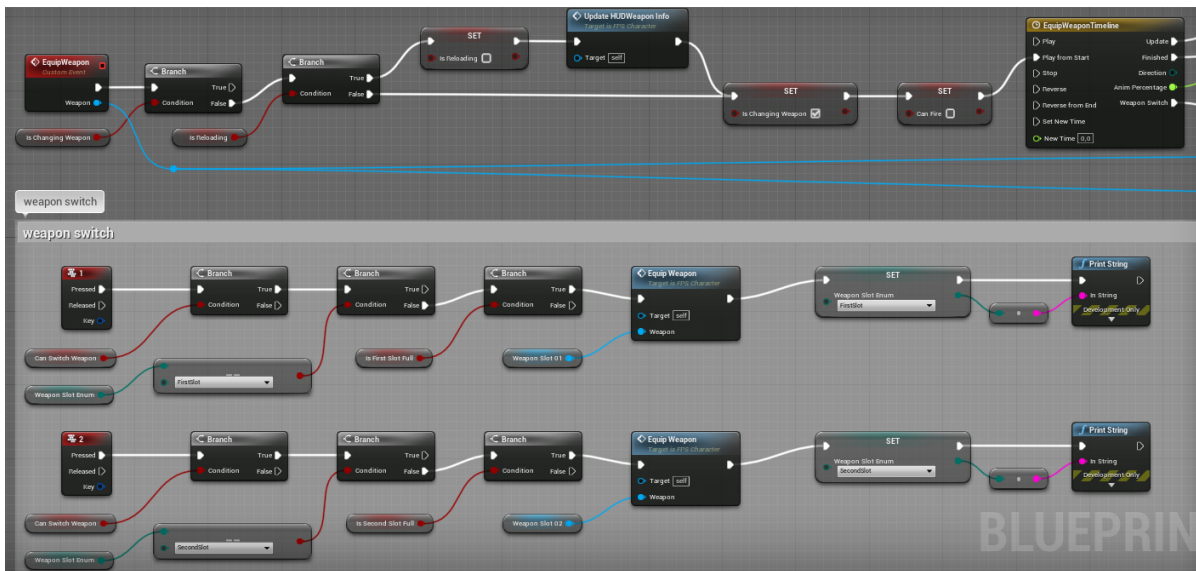 EquipWeapon
Custom Event
Weapon
Is Changing Weapon
Branch
Condition
True
False
Is Reloading
Branch
Condition
True
False
SET
Is Reloading
Update HUDWeapon Info
Target is FPS Character
Target self
SET
Is Changing Weapon
SET
Can Fire
EquipWeaponTimeline
Play
Update
Play from Start
Finished
Stop
Direction
Reverse
Anim Percentage
Reverse from End
Weapon Switch
Set New Time
New Time 0,0
weapon switch
weapon switch
1
Pressed
Released
Key
Can Switch Weapon
Weapon Slot Enum
Branch
Condition
True
False
==
FirstSlot
Branch
Condition
True
False
Is First Slot Full
Branch
Condition
True
False
Weapon Slot 01
Equip Weapon
Target is FPS Character
Target self
Weapon
SET
Weapon Slot Enum
FirstSlot
Print String
In String
Development Only
2
Pressed
Released
Key
Can Switch Weapon
Weapon Slot Enum
Branch
Condition
True
False
==
SecondSlot
Branch
Condition
True
False
Is Second Slot Full
Branch
Condition
True
False
Weapon Slot 02
Equip Weapon
Target is FPS Character
Target self
Weapon
SET
Weapon Slot Enum
SecondSlot
Print String
In String
Development Only
BLUEPRIN